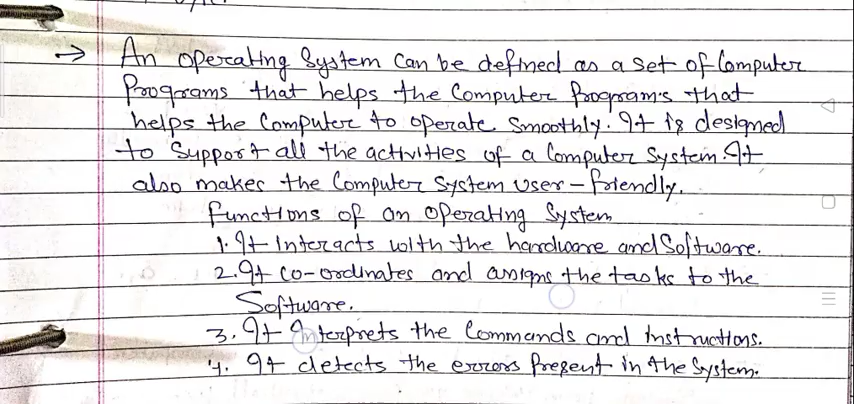 → An operating System can be defined as a set of Computer
Programs that helps the Computer Programs that
helps the Computer to operate smoothly. It is designed
to Support all the activities of a Computer System. It
also makes the Computer System user-friendly.
Functions of an operating System
1. It Interacts with the hardware and Software.
2. It Co-ordinates and assigns the tasks to the
Software.
3. It Interprets the Commands and Instructions.
4. It detects the errors Present in the System.